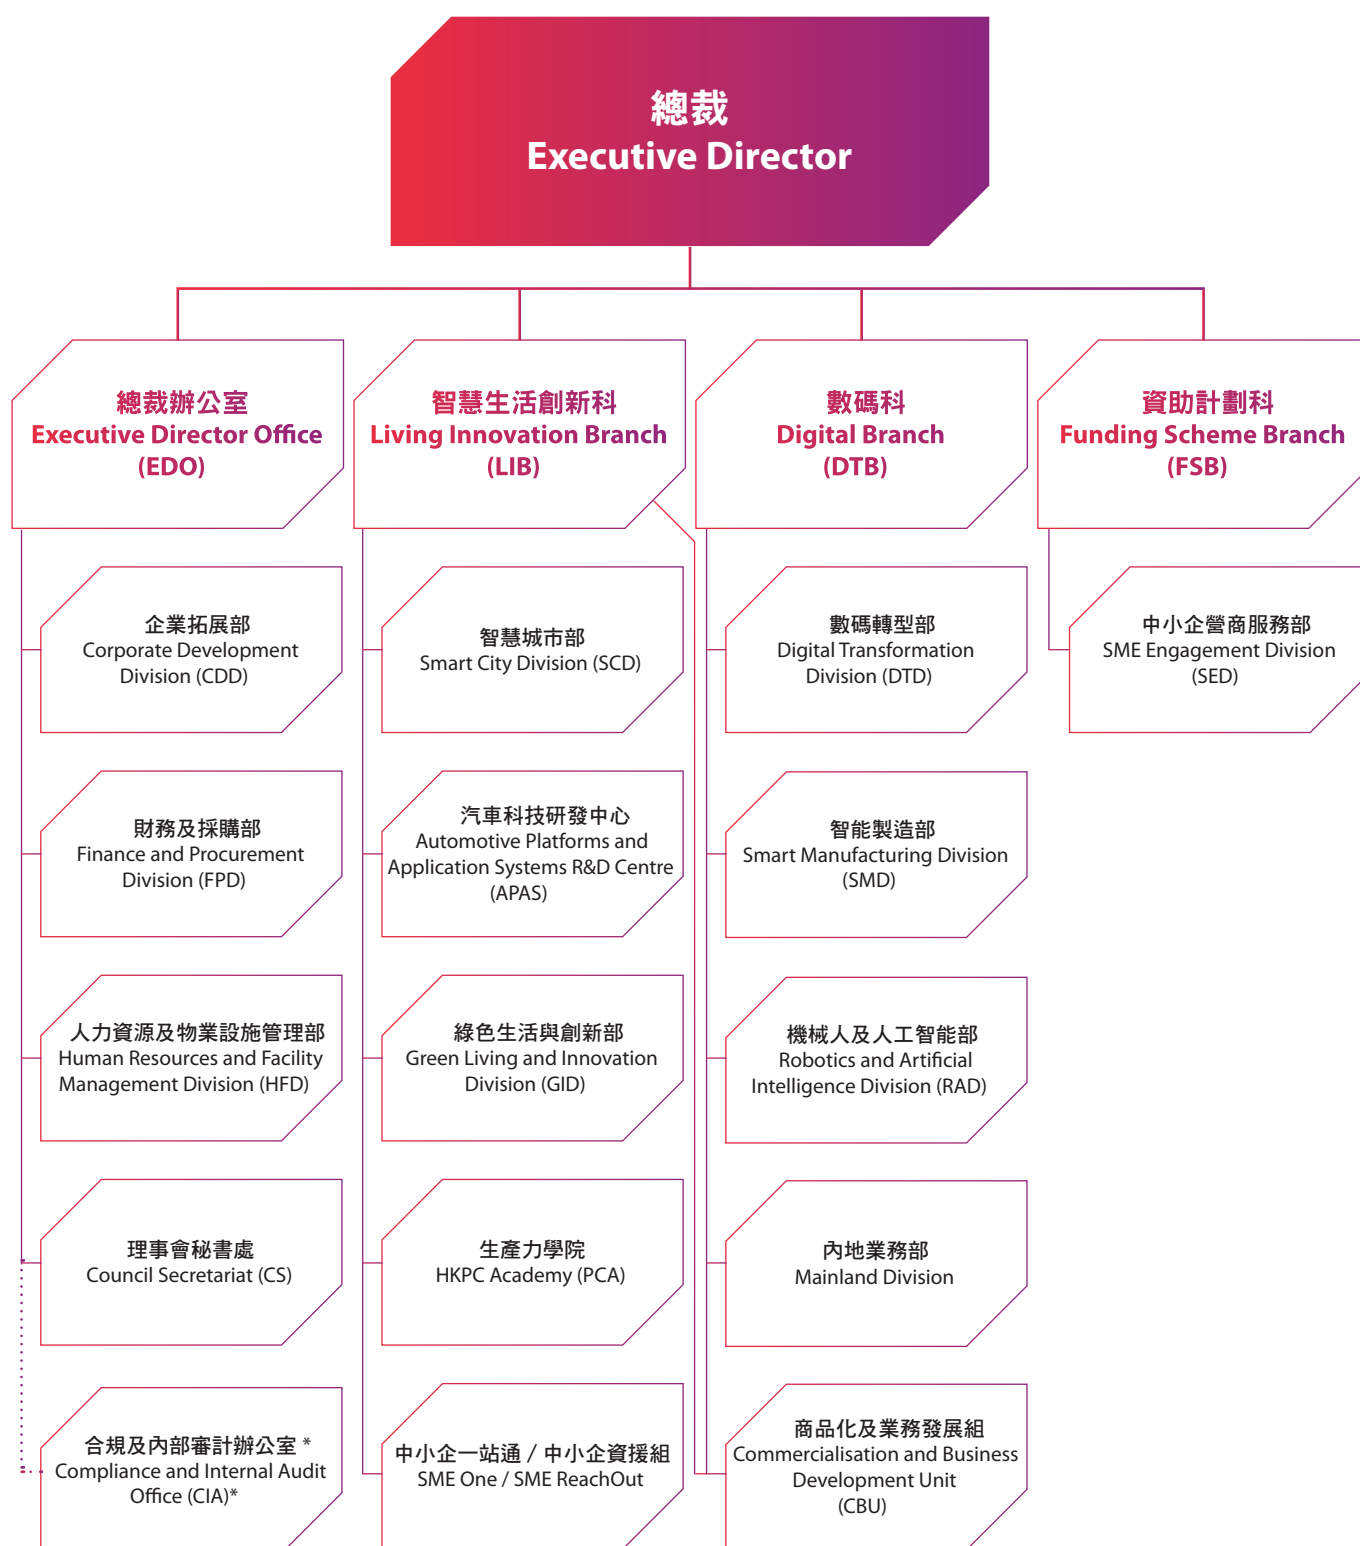 總裁
Executive Director
總裁辦公室
Executive Director Office
(EDO)
企業拓展部
Corporate Development
Division (CDD)
財務及採購部
Finance and Procurement
Division (FPD)
人力資源及物業設施管理部
Human Resources and Facility
Management Division (HFD)
理事會秘書處
Council Secretariat (CS)
合規及內部審計辦公室 *
Compliance and Internal Audit
Office (CIA)*
智慧生活創新科
Living Innovation Branch
(LIB)
智慧城市部
Smart City Division (SCD)
汽車科技研發中心
Automotive Platforms and
Application Systems R&D Centre
(APAS)
綠色生活與創新部
Green Living and Innovation
Division (GID)
生產力學院
HKPC Academy (PCA)
中小企一站通 / 中小企資援組
SME One / SME ReachOut
數碼科
Digital Branch
(DTB)
數碼轉型部
Digital Transformation
Division (DTD)
智能製造部
Smart Manufacturing Division
(SMD)
機械人及人工智能部
Robotics and Artificial
Intelligence Division (RAD)
內地業務部
Mainland Division
商品化及業務發展組
Commercialisation and Business
Development Unit
(CBU)
資助計劃科
Funding Scheme Branch
(FSB)
中小企營商服務部
SME Engagement Division
(SED)